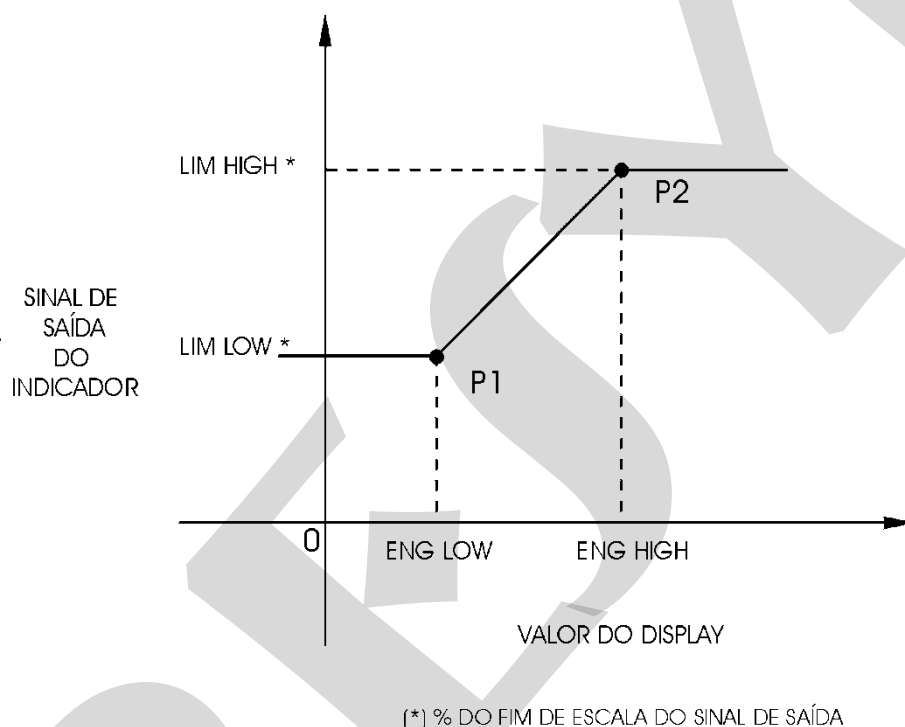 LIM HIGH *
P2
SINAL DE
SAÍDA
DO
INDICADOR
LIM LOW *
P1
0
ENG LOW
ENG HIGH
VALOR DO DISPLAY
(*) % DO FIM DE ESCALA DO SINAL DE SAÍDA